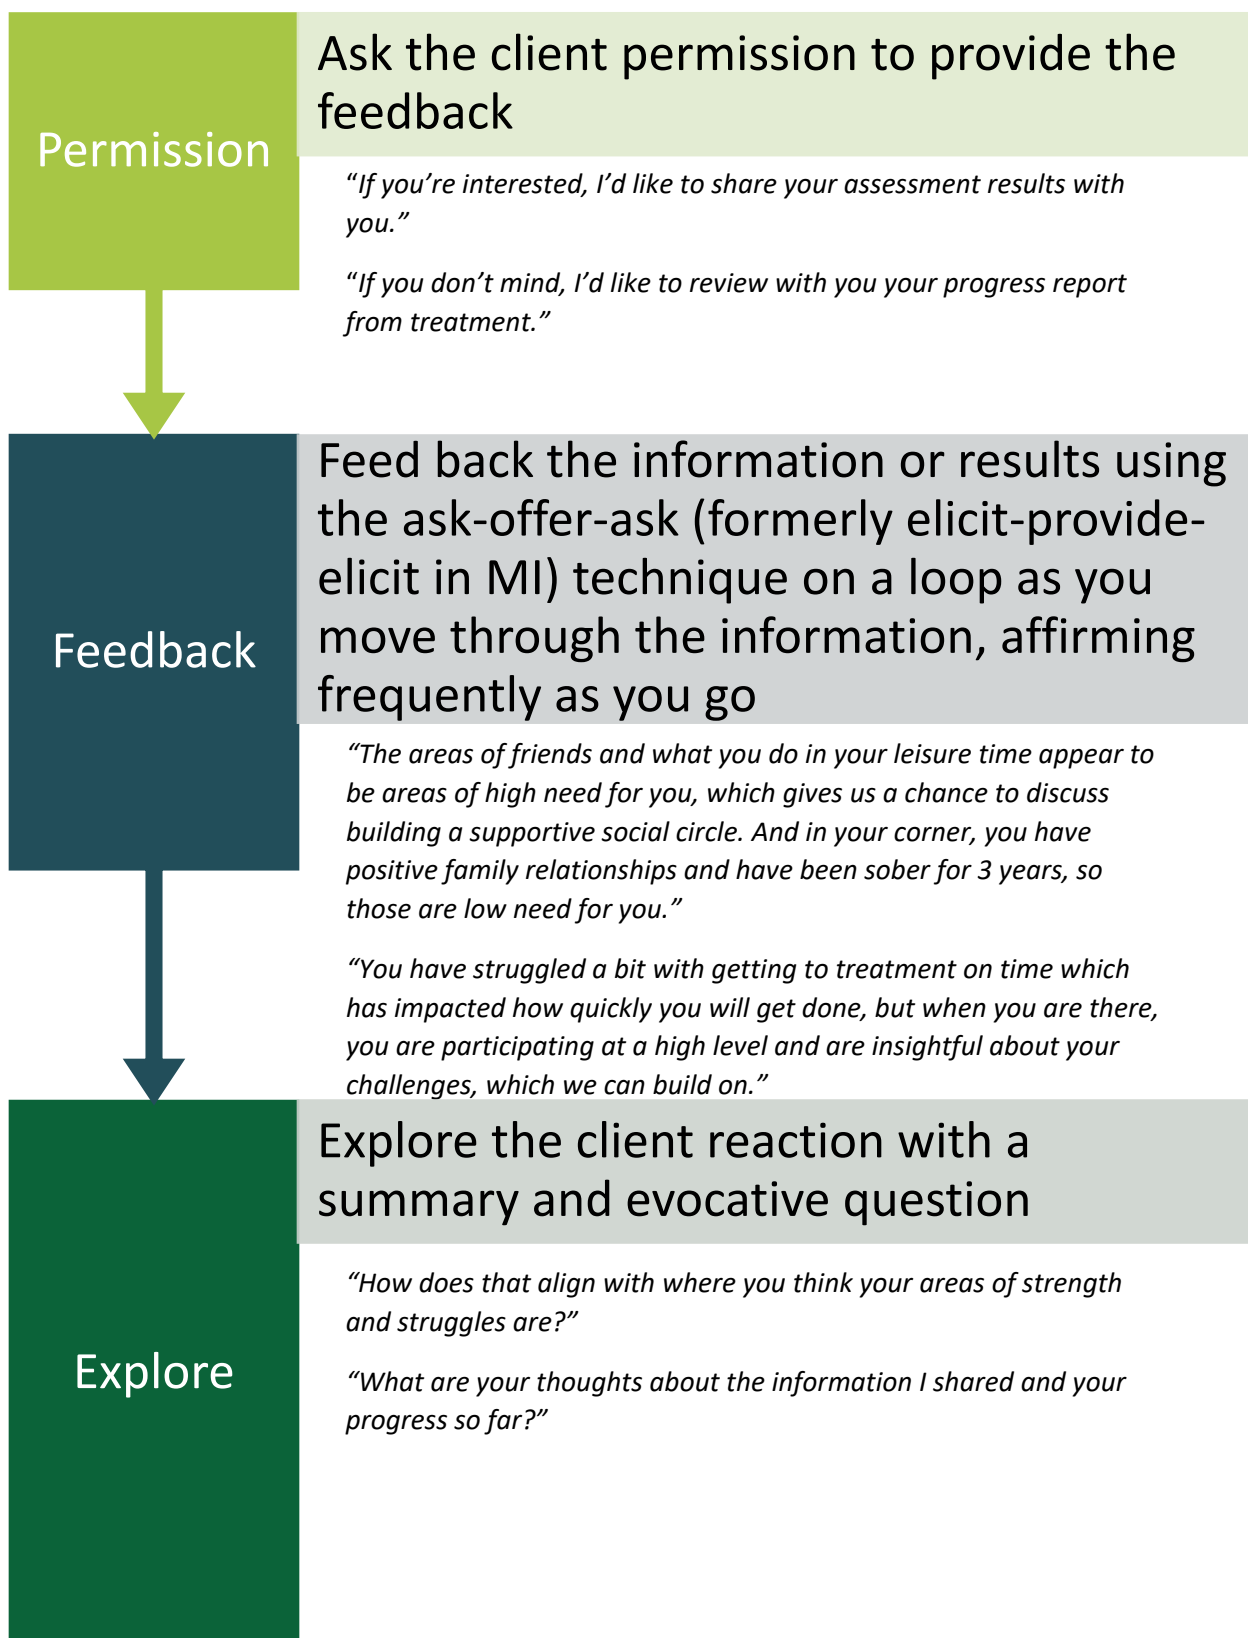 Permission
Ask the client permission to provide the
feedback
“If you’re interested, I’d like to share your assessment results with
you.”
“If you don’t mind, I’d like to review with you your progress report
from treatment.”
Feedback
Feed back the information or results using
the ask-offer-ask (formerly elicit-provide-
elicit in MI) technique on a loop as you
move through the information, affirming
frequently as you go
“The areas of friends and what you do in your leisure time appear to
be areas of high need for you, which gives us a chance to discuss
building a supportive social circle. And in your corner, you have
positive family relationships and have been sober for 3 years, so
those are low need for you.”
“You have struggled a bit with getting to treatment on time which
has impacted how quickly you will get done, but when you are there,
you are participating at a high level and are insightful about your
challenges, which we can build on.”
Explore
Explore the client reaction with a
summary and evocative question
“How does that align with where you think your areas of strength
and struggles are?”
“What are your thoughts about the information I shared and your
progress so far?”